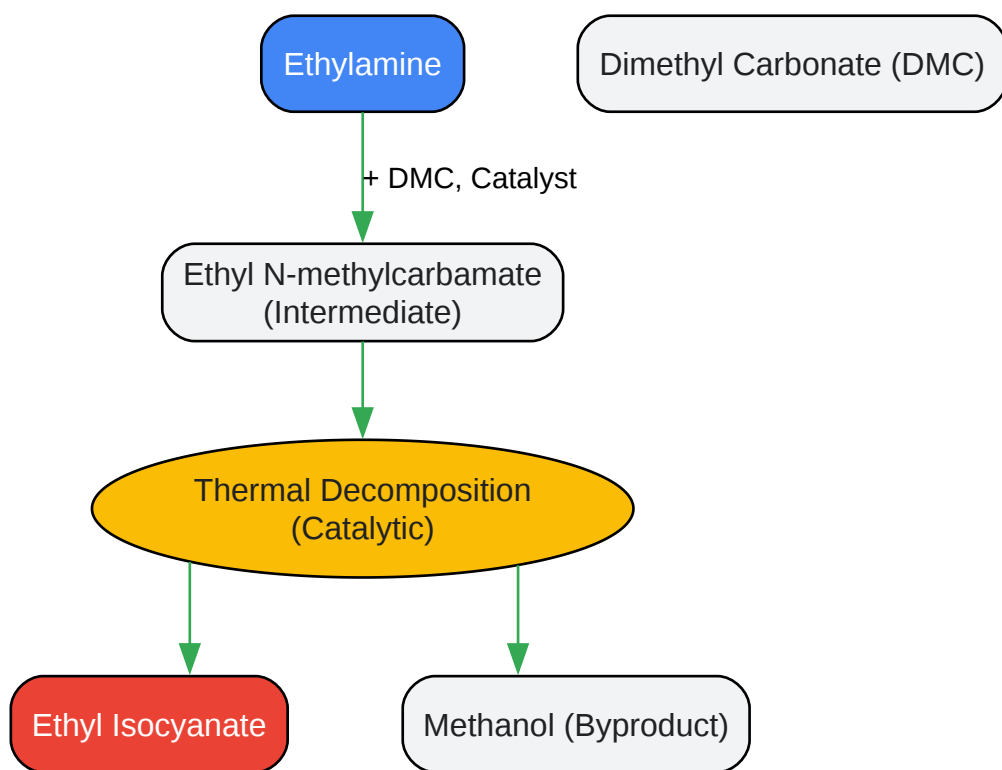 Ethylamine
Dimethyl Carbonate (DMC)
+ DMC, Catalyst
Ethyl N-methylcarbamate
(Intermediate)
Thermal Decomposition
(Catalytic)
Ethyl Isocyanate
Methanol (Byproduct)